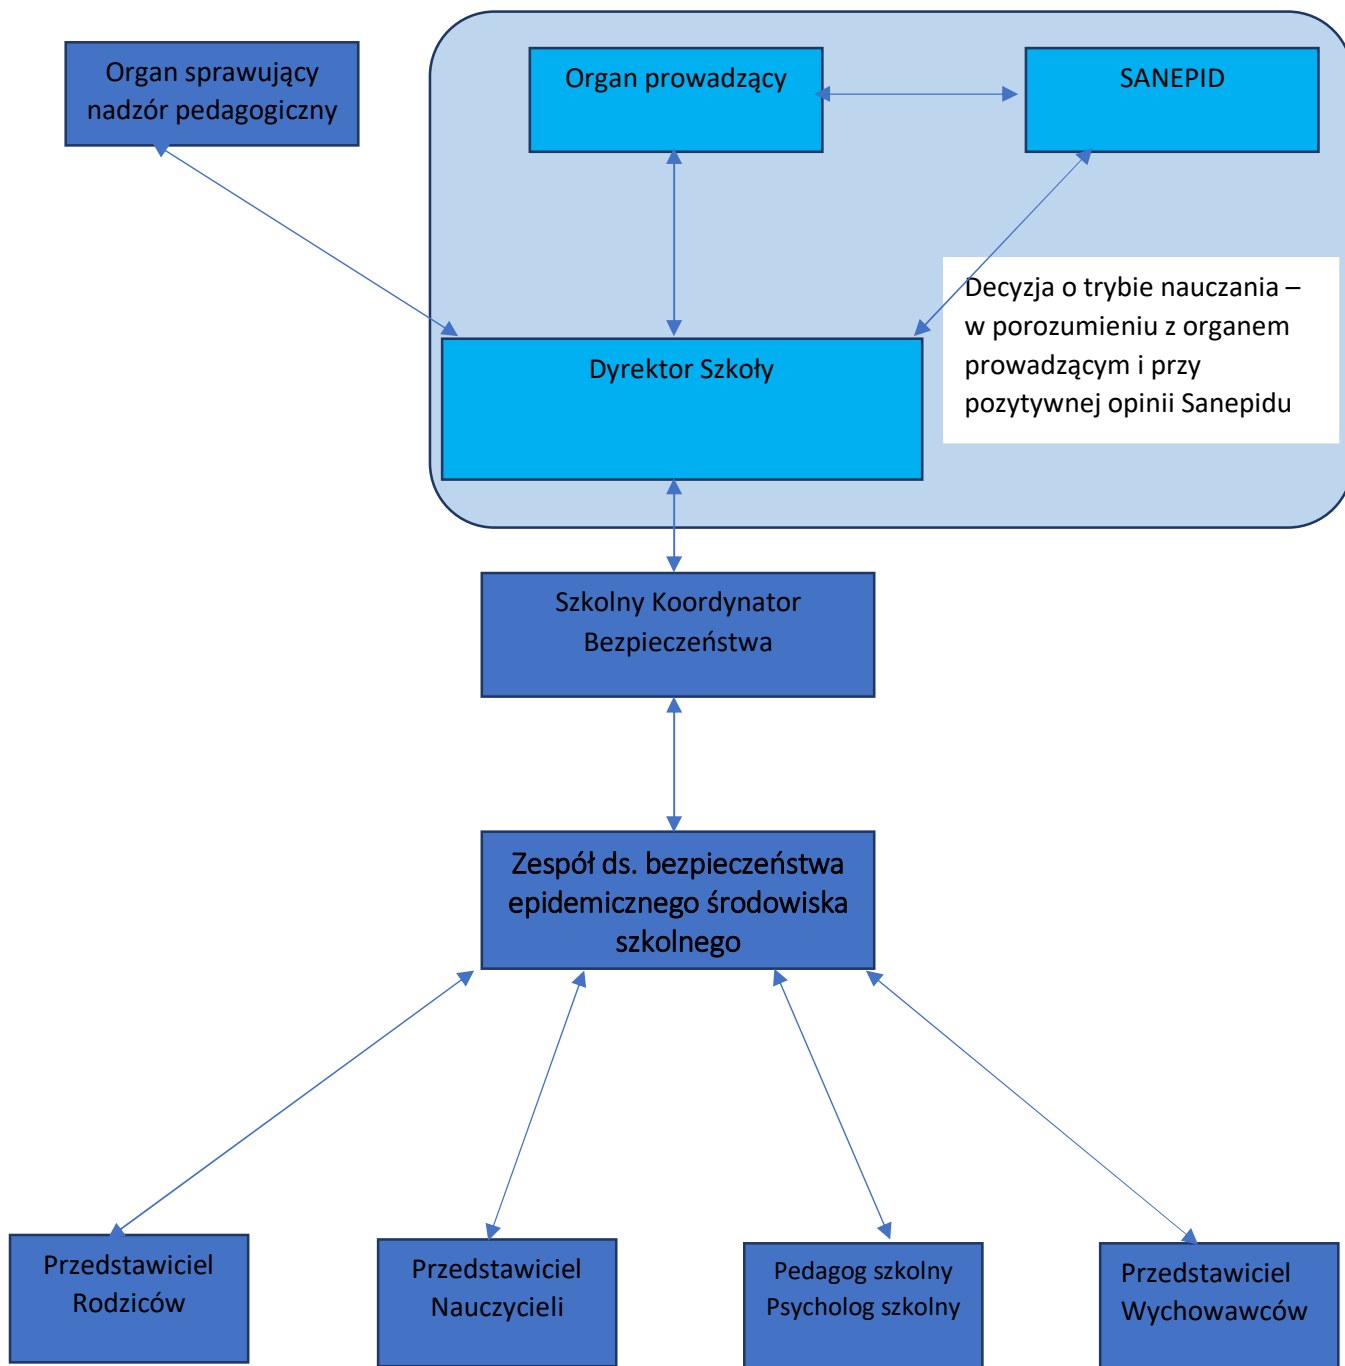 Organ sprawujący
nadzór pedagogiczny
Organ prowadzący
SANEPID
Decyzja o trybie nauczania –
w porozumieniu z organem
prowadzącym i przy
pozytywnej opinii Sanepidu
Dyrektor Szkoły
Szkolny Koordynator
Bezpieczeństwa
Zespół ds. bezpieczeństwa
epidemicznego środowiska
szkolnego
Przedstawiciel
Rodziców
Przedstawiciel
Nauczycieli
Pedagog szkolny
Psycholog szkolny
Przedstawiciel
Wychowawców